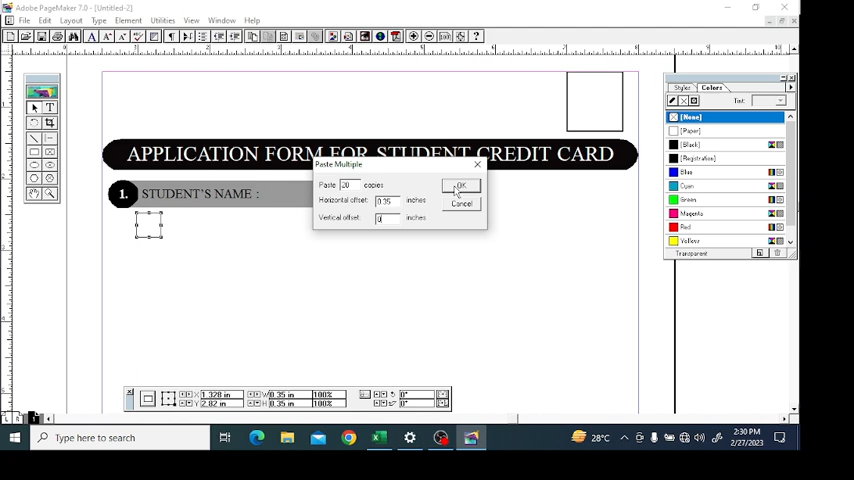 Adobe PageMaker 7.0 - [Untitled-2]
File Edit Layout Type Element Utilities View Window Help
APPLICATION FORM FOR STUDENT CREDIT CARD
1. STUDENT'S NAME :
Paste Multiple
Paste 20 copies
OK
Horizontal offset: 0.35 inches
Cancel
Vertical offset: 0 inches
Styles Colors
Tint:
[None]
[Paper]
[Black]
[Registration]
Blue
Cyan
Green
Magenta
Red
Yellow
Transparent
X 1.328 in W 0.35 in 100% 0°
Y 2.82 in H 0.35 in 100% 0°
L R 1
Type here to search
28°C
2:30 PM
2/27/2023